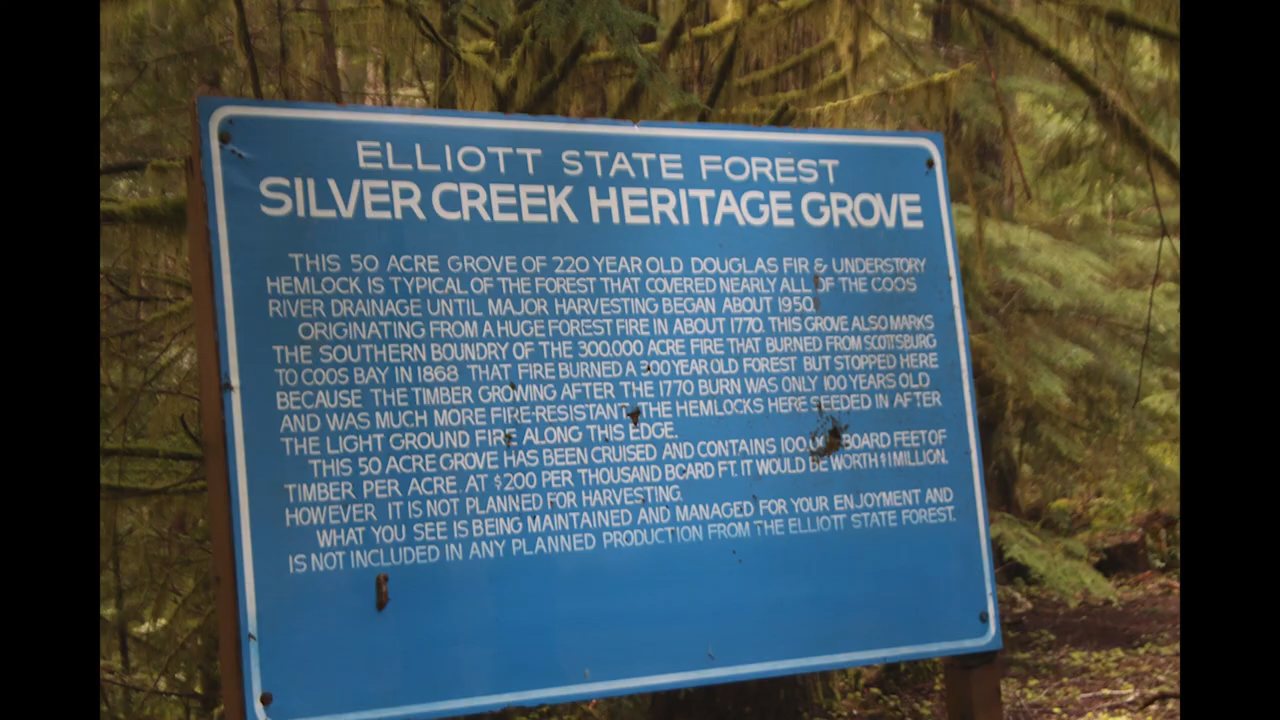 ELLIOTT STATE FOREST
SILVER CREEK HERITAGE GROVE
THIS 50 ACRE GROVE OF 220 YEAR OLD DOUGLAS FIR & UNDERSTORY
HEMLOCK IS TYPICAL OF THE FOREST THAT COVERED NEARLY ALL OF THE COOS
RIVER DRAINAGE UNTIL MAJOR HARVESTING BEGAN ABOUT 1950.
ORIGINATING FROM A HUGE FOREST FIRE IN ABOUT 1770. THIS GROVE ALSO MARKS
THE SOUTHERN BOUNDRY OF THE 300.000 ACRE FIRE THAT BURNED FROM SCOTTSBURG
TO COOS BAY IN 1868 THAT FIRE BURNED A 300 YEAR OLD FOREST BUT STOPPED HERE
BECAUSE THE TIMBER GROWING AFTER THE 1770 BURN WAS ONLY 100 YEARS OLD
AND WAS MUCH MORE FIRE-RESISTANT THE HEMLOCKS HERE SEEDED IN AFTER
THE LIGHT GROUND FIRE ALONG THIS EDGE.
THIS 50 ACRE GROVE HAS BEEN CRUISED AND CONTAINS BOARD FEET OF
TIMBER PER ACRE. AT $200 PER THOUSAND BOARD FT. IT WOULD BE WORTH $1 MILLION.
HOWEVER IT IS NOT PLANNED FOR HARVESTING.
WHAT YOU SEE IS BEING MAINTAINED AND MANAGED FOR YOUR ENJOYMENT AND
IS NOT INCLUDED IN ANY PLANNED PRODUCTION FROM THE ELLIOTT STATE FOREST.